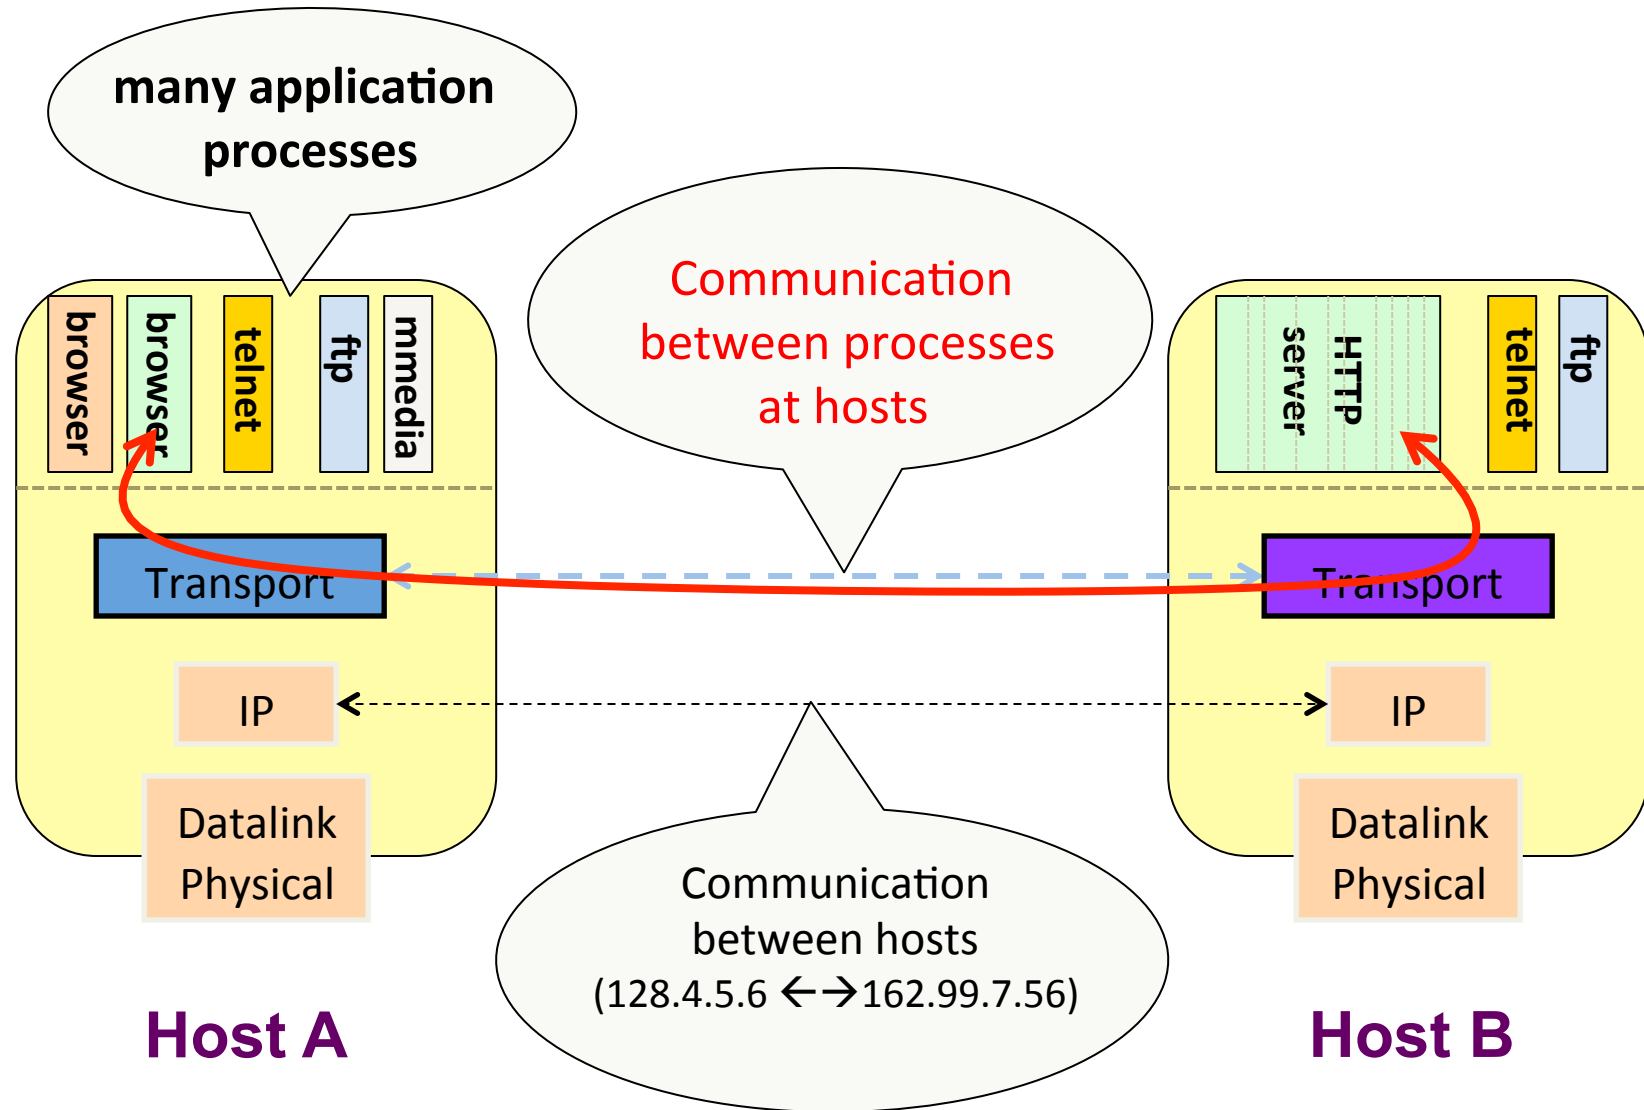 many application
processes
Communication
between processes
at hosts
browser
browser
telnet
ftp
mmedia
HTTP
server
telnet
ftp
Transport
Transport
IP
IP
Datalink
Physical
Datalink
Physical
Communication
between hosts
(128.4.5.6 ←→162.99.7.56)
Host A
Host B